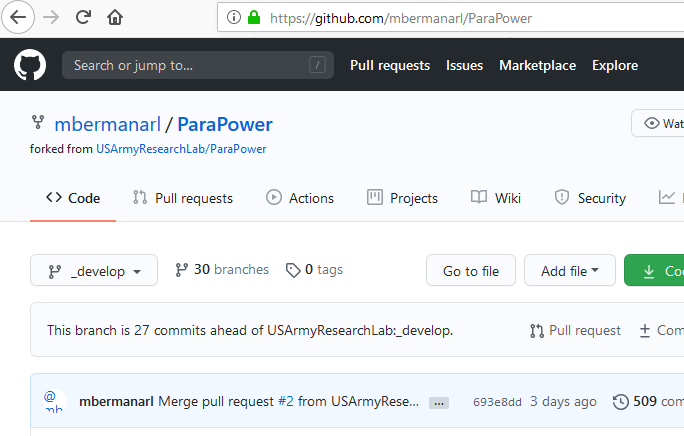 https://github.com/mbermanarl/ParaPower
Search or jump to... / Pull requests Issues Marketplace Explore
mbermanarl / ParaPower Wat
forked from USArmyResearchLab/ParaPower
<> Code Pull requests Actions Projects Wiki Security
_develop 30 branches 0 tags Go to file Add file Co
This branch is 27 commits ahead of USArmyResearchLab:_develop. Pull request Com
mbermanarl Merge pull request #2 from USArmyRese... ... 693e8dd 3 days ago 509 com